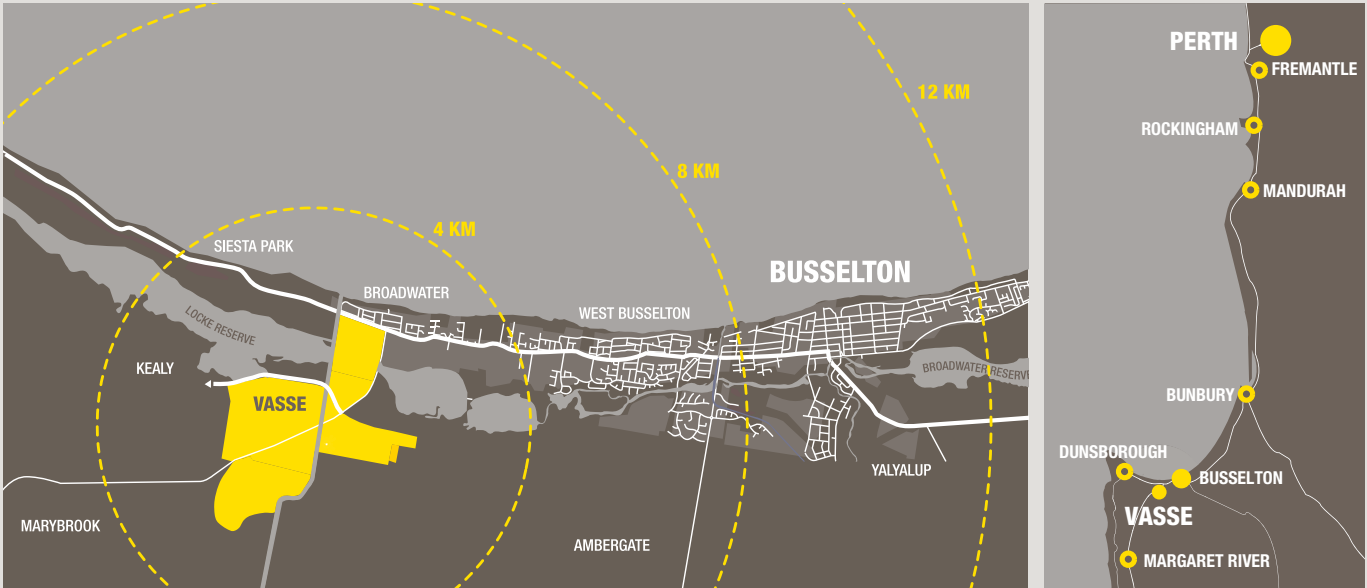 12 KM
8 KM
4 KM
SIESTA PARK
BUSSELTON
BROADWATER
WEST BUSSELTON
LOCKE RESERVE
KEALY
BROADWATER RESERVE
VASSE
YALYALUP
MARYBROOK
AMBERGATE
PERTH
FREMANTLE
ROCKINGHAM
MANDURAH
BUNBURY
DUNSBOROUGH
BUSSELTON
VASSE
MARGARET RIVER